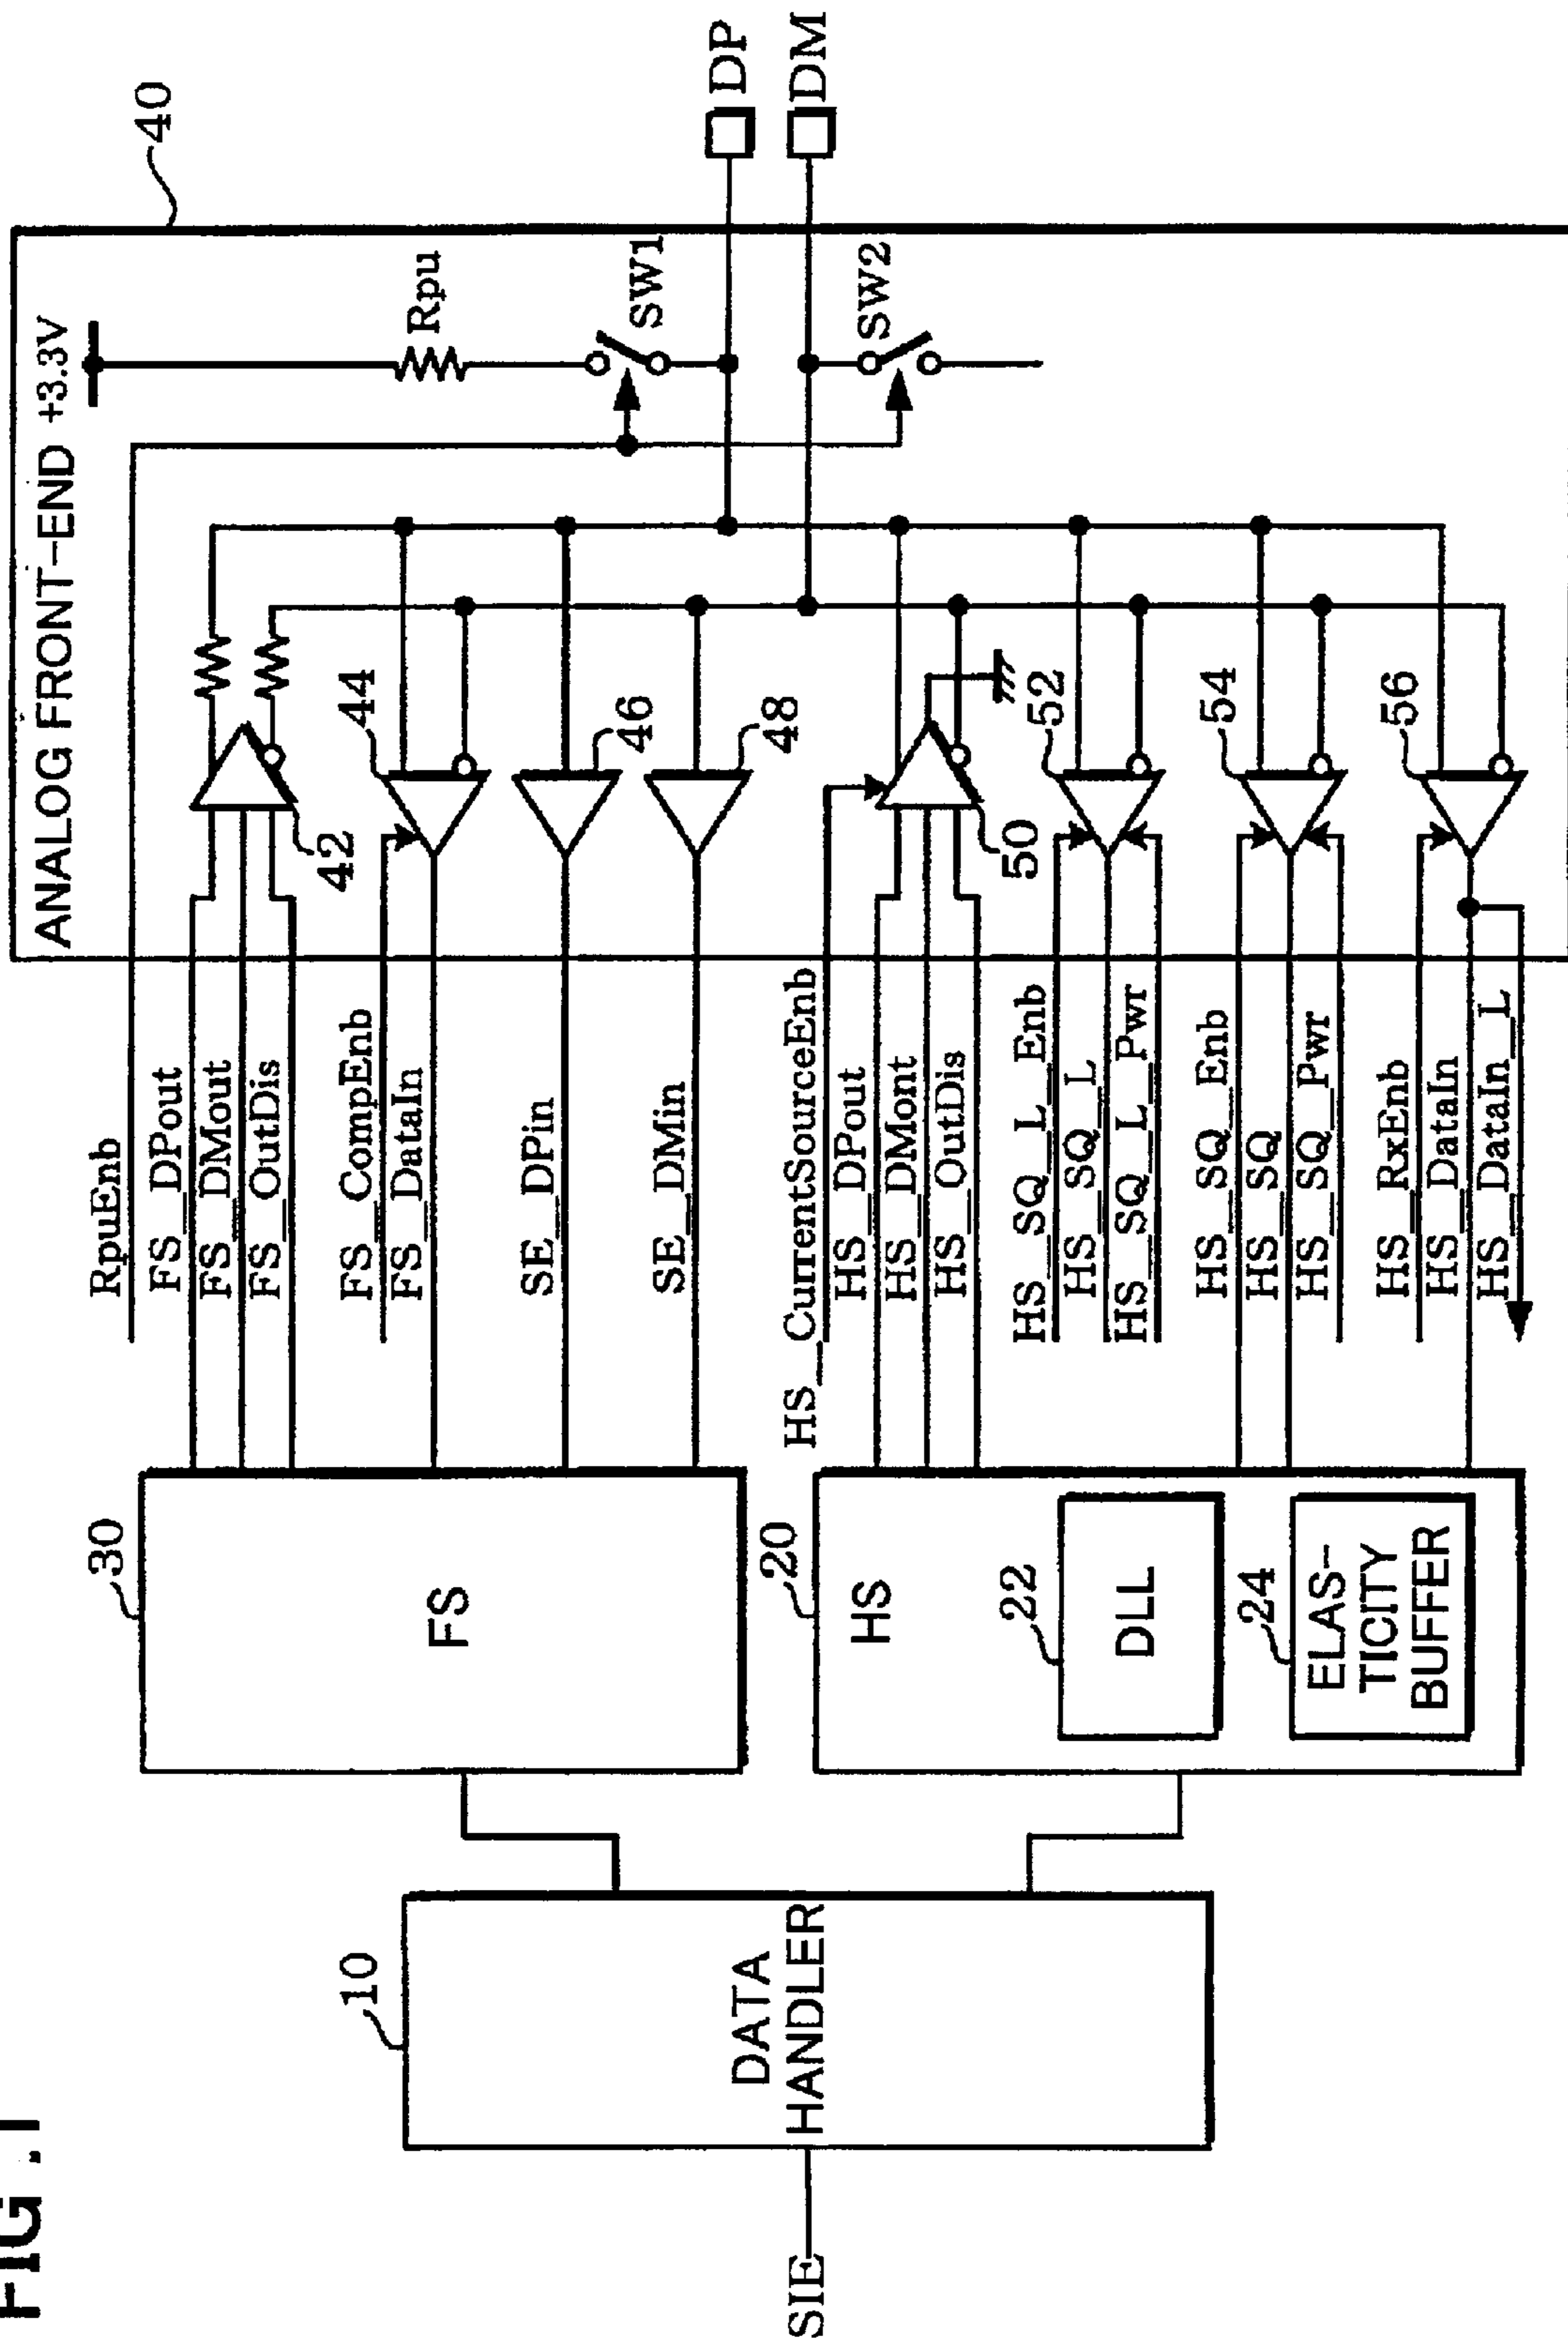 FIG.1
ANALOG FRONT-END
+3.3V
40
RpuEnb
Rpu
SW1
SW2
DP
DM
FS_DPout
FS_DMout
FS_OutDis
42
FS_CompEnb
FS_DataIn
44
SE_DPin
46
SE_DMin
48
HS_CurrentSourceEnb
HS_DPout
HS_DMont
HS_OutDis
50
HS_SQ_L_Enb
HS_SQ_L
HS_SQ_L_Pwr
52
HS_SQ_Enb
HS_SQ
HS_SQ_Pwr
54
HS_RxEnb
HS_DataIn
HS_DataIn_L
56
30
FS
20
HS
22
DLL
24
ELAS-
TICITY
BUFFER
10
DATA
HANDLER
SIE